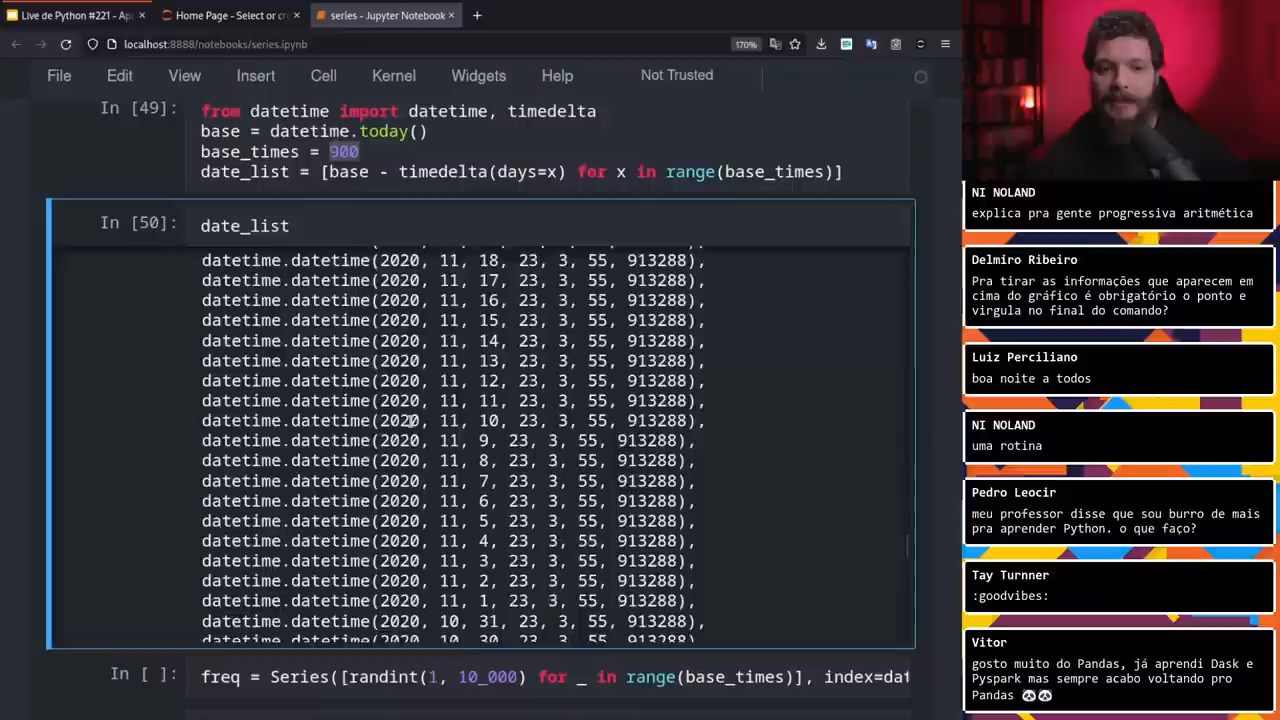 Live de Python #221 - Ap
Home Page - Select or cre
series - Jupyter Notebook
localhost:8888/notebooks/series.ipynb
170%
File Edit View Insert Cell Kernel Widgets Help
Not Trusted
In [49]:
from datetime import datetime, timedelta
base = datetime.today()
base_times = 900
date_list = [base - timedelta(days=x) for x in range(base_times)]
In [50]:
date_list
datetime.datetime(2020, 11, 18, 23, 3, 55, 913288),
datetime.datetime(2020, 11, 17, 23, 3, 55, 913288),
datetime.datetime(2020, 11, 16, 23, 3, 55, 913288),
datetime.datetime(2020, 11, 15, 23, 3, 55, 913288),
datetime.datetime(2020, 11, 14, 23, 3, 55, 913288),
datetime.datetime(2020, 11, 13, 23, 3, 55, 913288),
datetime.datetime(2020, 11, 12, 23, 3, 55, 913288),
datetime.datetime(2020, 11, 11, 23, 3, 55, 913288),
datetime.datetime(2020, 11, 10, 23, 3, 55, 913288),
datetime.datetime(2020, 11, 9, 23, 3, 55, 913288),
datetime.datetime(2020, 11, 8, 23, 3, 55, 913288),
datetime.datetime(2020, 11, 7, 23, 3, 55, 913288),
datetime.datetime(2020, 11, 6, 23, 3, 55, 913288),
datetime.datetime(2020, 11, 5, 23, 3, 55, 913288),
datetime.datetime(2020, 11, 4, 23, 3, 55, 913288),
datetime.datetime(2020, 11, 3, 23, 3, 55, 913288),
datetime.datetime(2020, 11, 2, 23, 3, 55, 913288),
datetime.datetime(2020, 11, 1, 23, 3, 55, 913288),
datetime.datetime(2020, 10, 31, 23, 3, 55, 913288),
datetime.datetime(2020, 10, 30, 23, 3, 55, 913288)
In [ ]:
freq = Series([randint(1, 10_000) for _ in range(base_times)], index=dat
NI NOLAND
explica pra gente progressiva aritmética
Delmiro Ribeiro
Pra tirar as informações que aparecem em
cima do gráfico é obrigatório o ponto e
virgula no final do comando?
Luiz Perciliano
boa noite a todos
NI NOLAND
uma rotina
Pedro Leocir
meu professor disse que sou burro de mais
pra aprender Python. o que faço?
Tay Turnner
:goodvibes:
Vitor
gosto muito do Pandas, já aprendi Dask e
Pyspark mas sempre acabo voltando pro
Pandas 🐼🐼